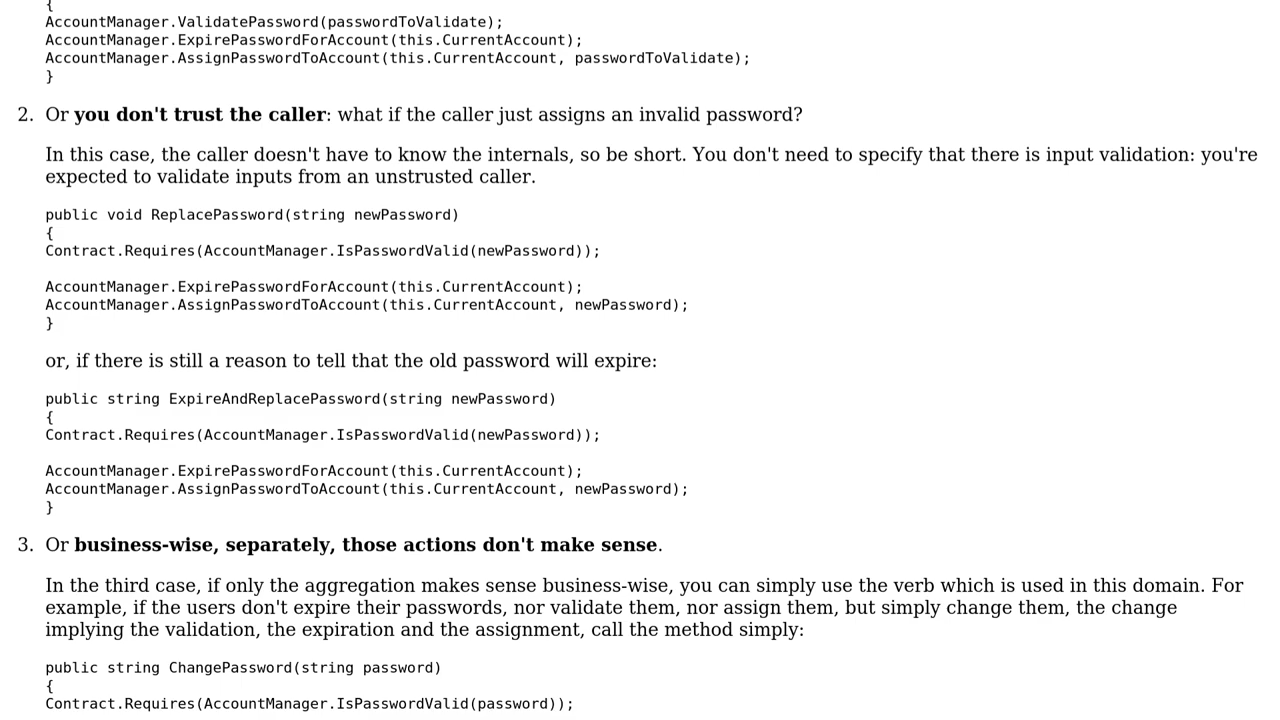 {
AccountManager.ValidatePassword(passwordToValidate);
AccountManager.ExpirePasswordForAccount(this.CurrentAccount);
AccountManager.AssignPasswordToAccount(this.CurrentAccount, passwordToValidate);
}
2. Or you don't trust the caller: what if the caller just assigns an invalid password?
In this case, the caller doesn't have to know the internals, so be short. You don't need to specify that there is input validation: you're
expected to validate inputs from an unstrusted caller.
public void ReplacePassword(string newPassword)
{
Contract.Requires(AccountManager.IsPasswordValid(newPassword));
AccountManager.ExpirePasswordForAccount(this.CurrentAccount);
AccountManager.AssignPasswordToAccount(this.CurrentAccount, newPassword);
}
or, if there is still a reason to tell that the old password will expire:
public string ExpireAndReplacePassword(string newPassword)
{
Contract.Requires(AccountManager.IsPasswordValid(newPassword));
AccountManager.ExpirePasswordForAccount(this.CurrentAccount);
AccountManager.AssignPasswordToAccount(this.CurrentAccount, newPassword);
}
3. Or business-wise, separately, those actions don't make sense.
In the third case, if only the aggregation makes sense business-wise, you can simply use the verb which is used in this domain. For
example, if the users don't expire their passwords, nor validate them, nor assign them, but simply change them, the change
implying the validation, the expiration and the assignment, call the method simply:
public string ChangePassword(string password)
{
Contract.Requires(AccountManager.IsPasswordValid(password));